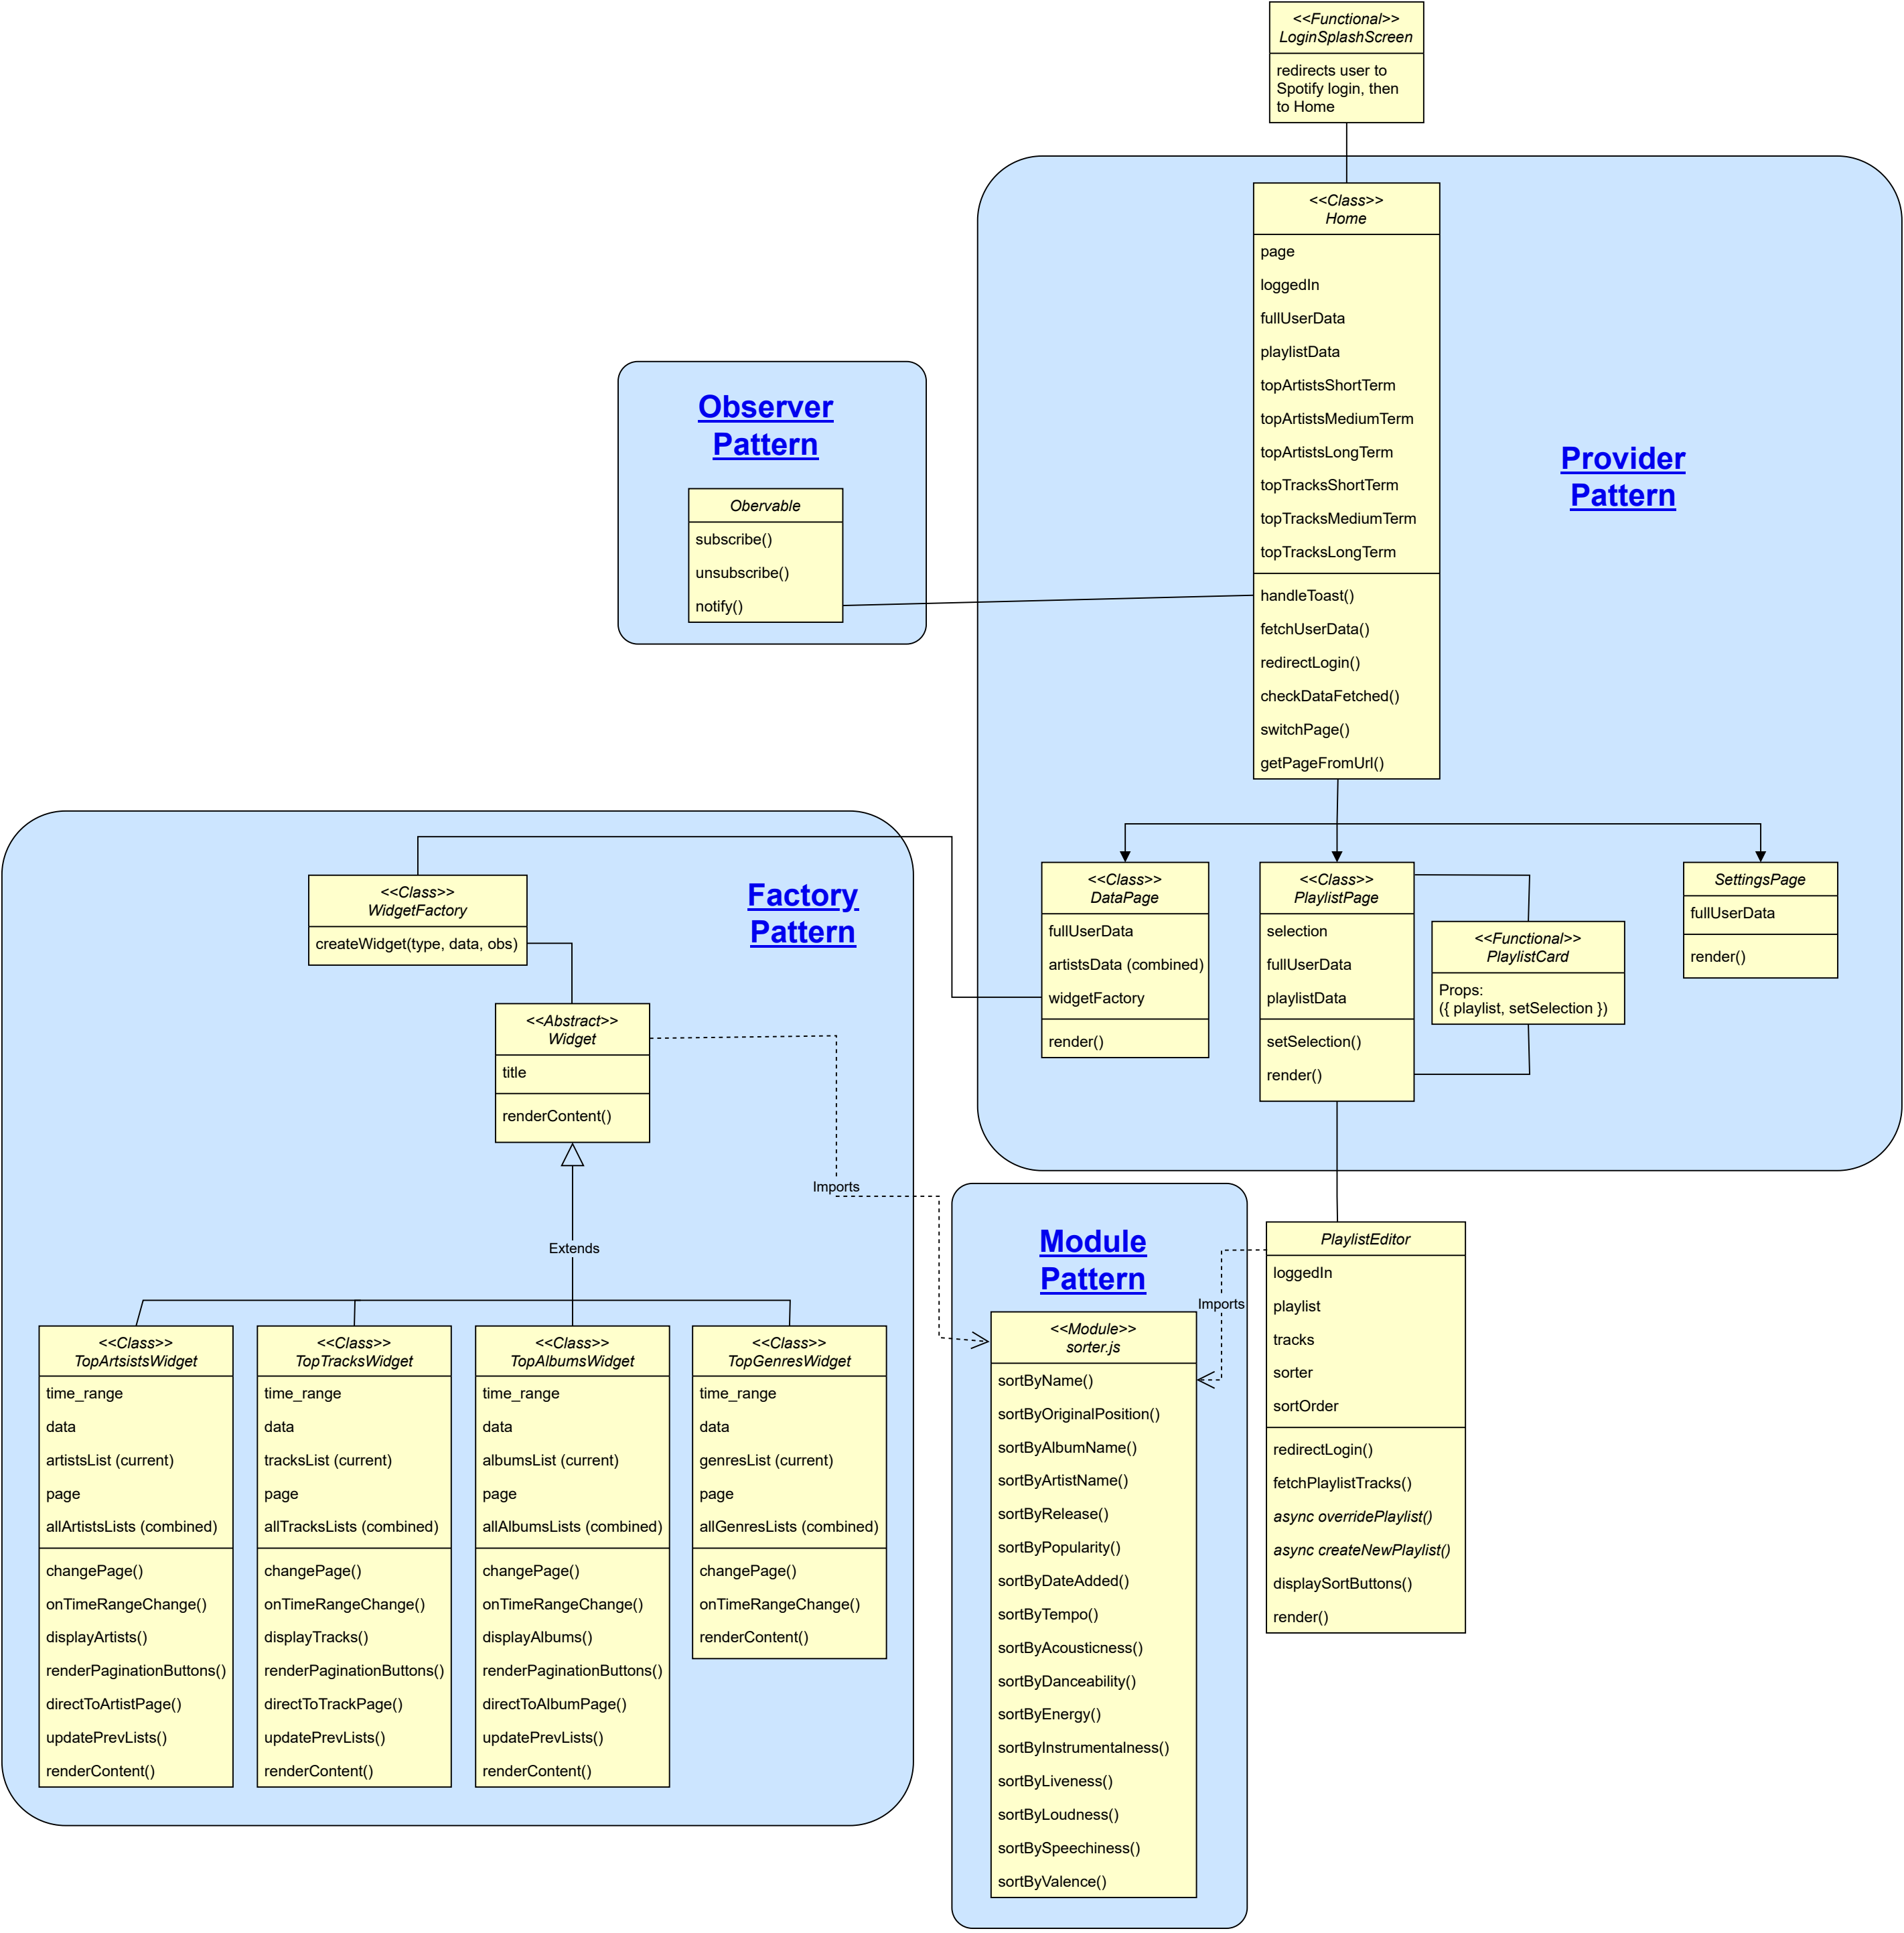 <<Functional>>
LoginSplashScreen
redirects user to
Spotify login, then
to Home
<<Class>>
Home
page
loggedIn
fullUserData
playlistData
topArtistsShortTerm
topArtistsMediumTerm
topArtistsLongTerm
topTracksShortTerm
topTracksMediumTerm
topTracksLongTerm
handleToast()
fetchUserData()
redirectLogin()
checkDataFetched()
switchPage()
getPageFromUrl()
Provider
Pattern
Observer
Pattern
Obervable
subscribe()
unsubscribe()
notify()
<<Class>>
DataPage
fullUserData
artistsData (combined)
widgetFactory
render()
<<Class>>
PlaylistPage
selection
fullUserData
playlistData
setSelection()
render()
<<Functional>>
PlaylistCard
Props:
({ playlist, setSelection })
SettingsPage
fullUserData
render()
Factory
Pattern
<<Class>>
WidgetFactory
createWidget(type, data, obs)
<<Abstract>>
Widget
title
renderContent()
Imports
Extends
<<Class>>
TopArtsistsWidget
time_range
data
artistsList (current)
page
allArtistsLists (combined)
changePage()
onTimeRangeChange()
displayArtists()
renderPaginationButtons()
directToArtistPage()
updatePrevLists()
renderContent()
<<Class>>
TopTracksWidget
time_range
data
tracksList (current)
page
allTracksLists (combined)
changePage()
onTimeRangeChange()
displayTracks()
renderPaginationButtons()
directToTrackPage()
updatePrevLists()
renderContent()
<<Class>>
TopAlbumsWidget
time_range
data
albumsList (current)
page
allAlbumsLists (combined)
changePage()
onTimeRangeChange()
displayAlbums()
renderPaginationButtons()
directToAlbumPage()
updatePrevLists()
renderContent()
<<Class>>
TopGenresWidget
time_range
data
genresList (current)
page
allGenresLists (combined)
changePage()
onTimeRangeChange()
renderContent()
Module
Pattern
<<Module>>
sorter.js
sortByName()
sortByOriginalPosition()
sortByAlbumName()
sortByArtistName()
sortByRelease()
sortByPopularity()
sortByDateAdded()
sortByTempo()
sortByAcousticness()
sortByDanceability()
sortByEnergy()
sortByInstrumentalness()
sortByLiveness()
sortByLoudness()
sortBySpeechiness()
sortByValence()
Imports
PlaylistEditor
loggedIn
playlist
tracks
sorter
sortOrder
redirectLogin()
fetchPlaylistTracks()
async overridePlaylist()
async createNewPlaylist()
displaySortButtons()
render()